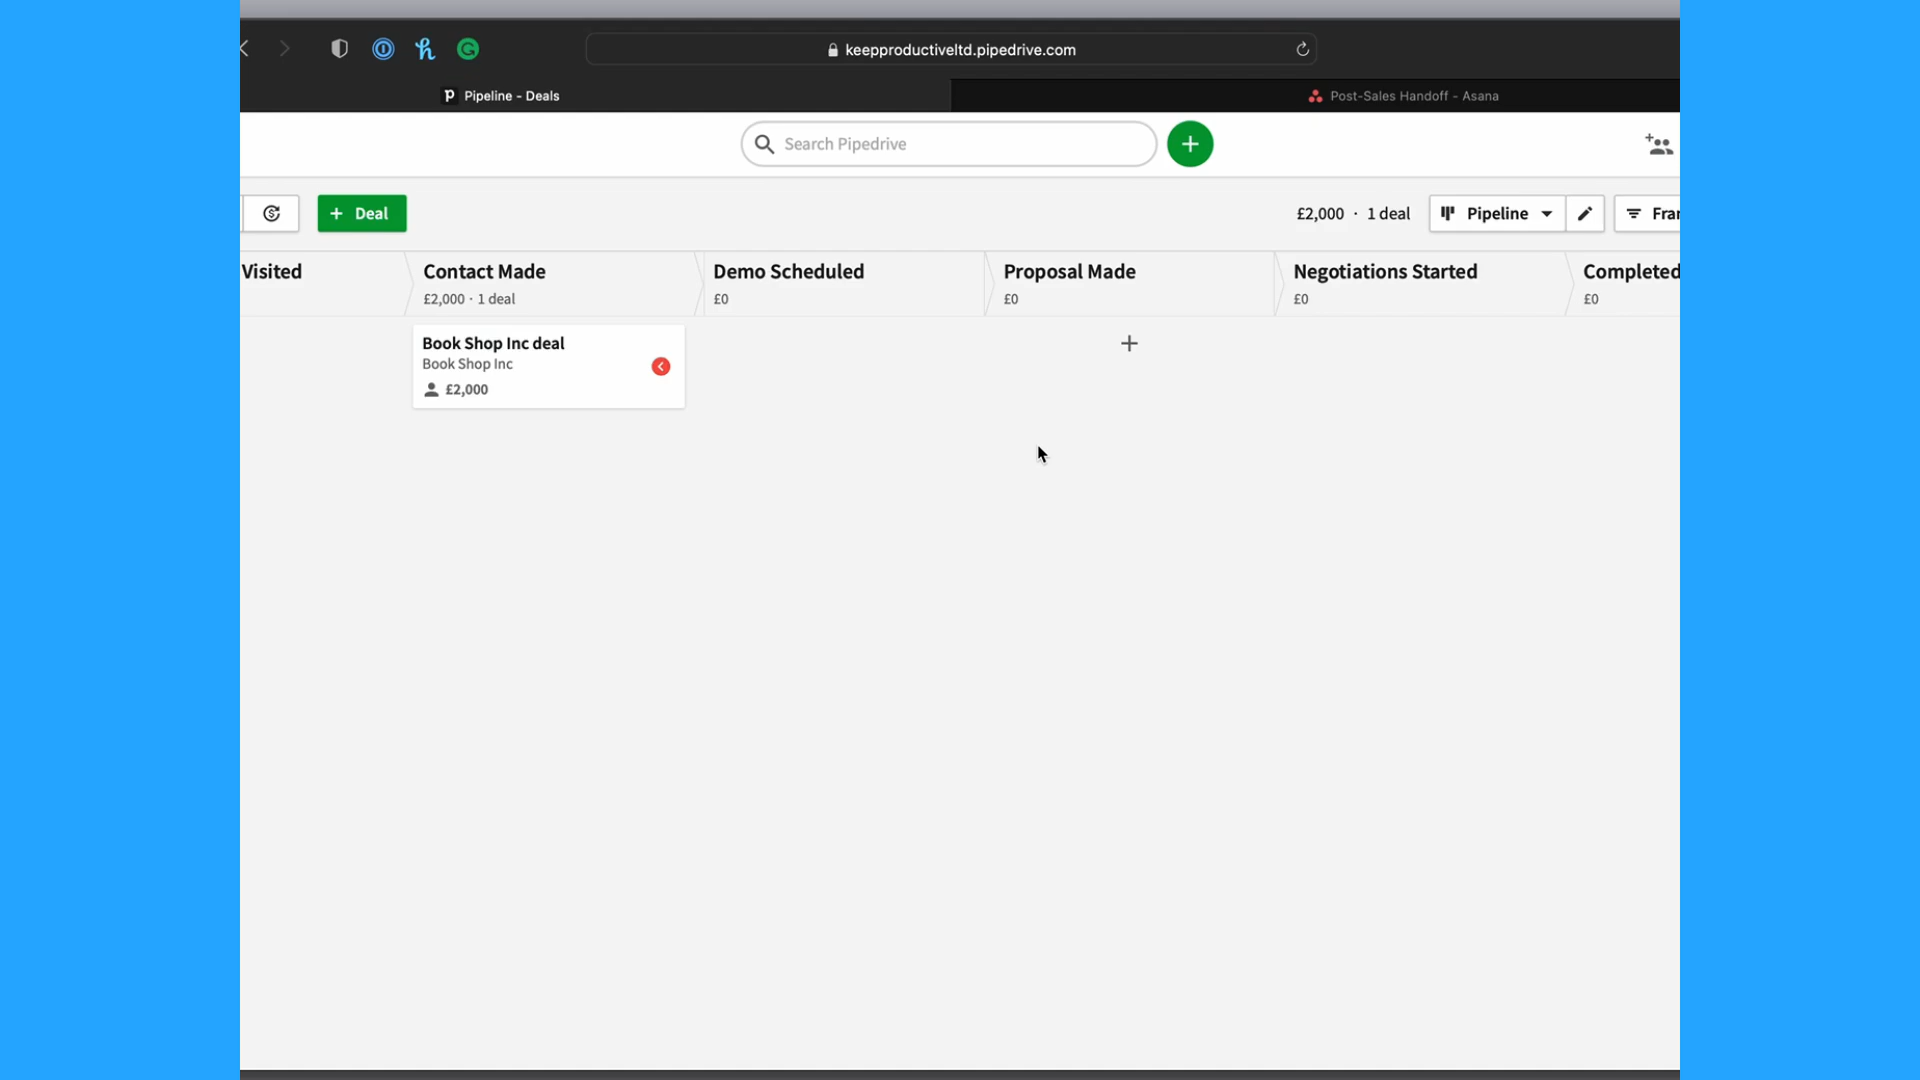 keepproductiveltd.pipedrive.com
Pipeline - Deals
Post-Sales Handoff - Asana
Search Pipedrive
+ Deal
£2,000 · 1 deal
Pipeline
Fran
Visited
Contact Made
£2,000 · 1 deal
Demo Scheduled
£0
Proposal Made
£0
Negotiations Started
£0
Completed
£0
Book Shop Inc deal
Book Shop Inc
£2,000